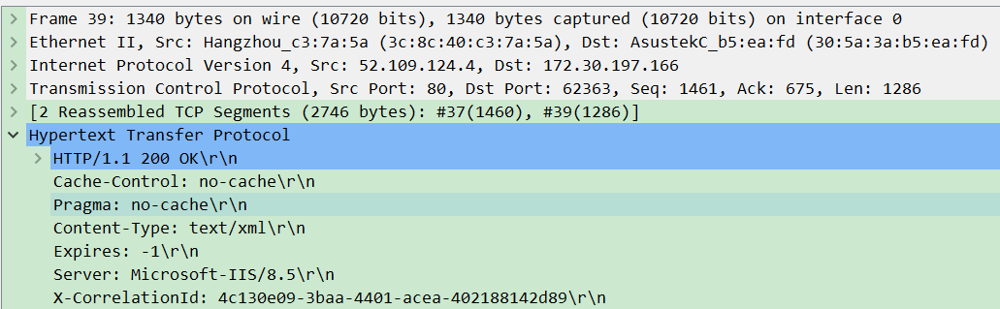 Frame 39: 1340 bytes on wire (10720 bits), 1340 bytes captured (10720 bits) on interface 0
Ethernet II, Src: Hangzhou_c3:7a:5a (3c:8c:40:c3:7a:5a), Dst: AsustekC_b5:ea:fd (30:5a:3a:b5:ea:fd)
Internet Protocol Version 4, Src: 52.109.124.4, Dst: 172.30.197.166
Transmission Control Protocol, Src Port: 80, Dst Port: 62363, Seq: 1461, Ack: 675, Len: 1286
[2 Reassembled TCP Segments (2746 bytes): #37(1460), #39(1286)]
Hypertext Transfer Protocol
HTTP/1.1 200 OK\r\n
Cache-Control: no-cache\r\n
Pragma: no-cache\r\n
Content-Type: text/xml\r\n
Expires: -1\r\n
Server: Microsoft-IIS/8.5\r\n
X-CorrelationId: 4c130e09-3baa-4401-acea-402188142d89\r\n